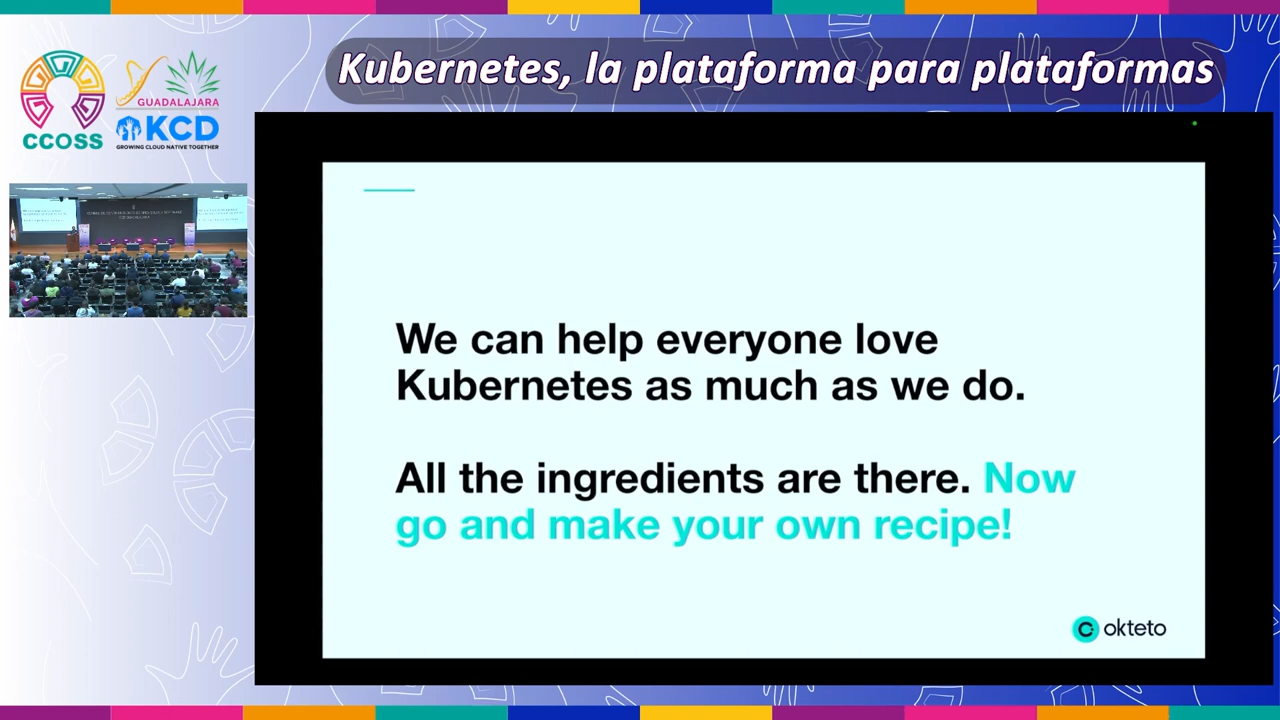 Kubernetes, la plataforma para plataformas
CCOSS
GUADALAJARA
KCD
GROWING CLOUD NATIVE TOGETHER
We can help everyone love
Kubernetes as much as we do.
All the ingredients are there. Now
go and make your own recipe!
okteto